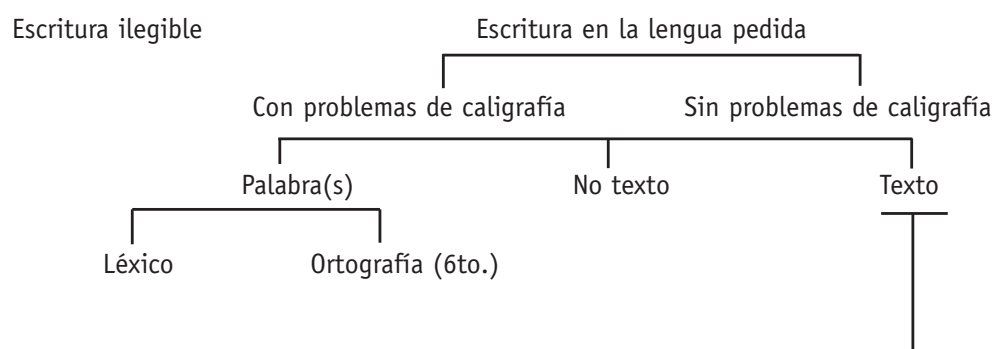 Escritura ilegible Escritura en la lengua pedida
Con problemas de caligrafía Sin problemas de caligrafía
Palabra(s) No texto Texto
Léxico Ortografía (6to.)